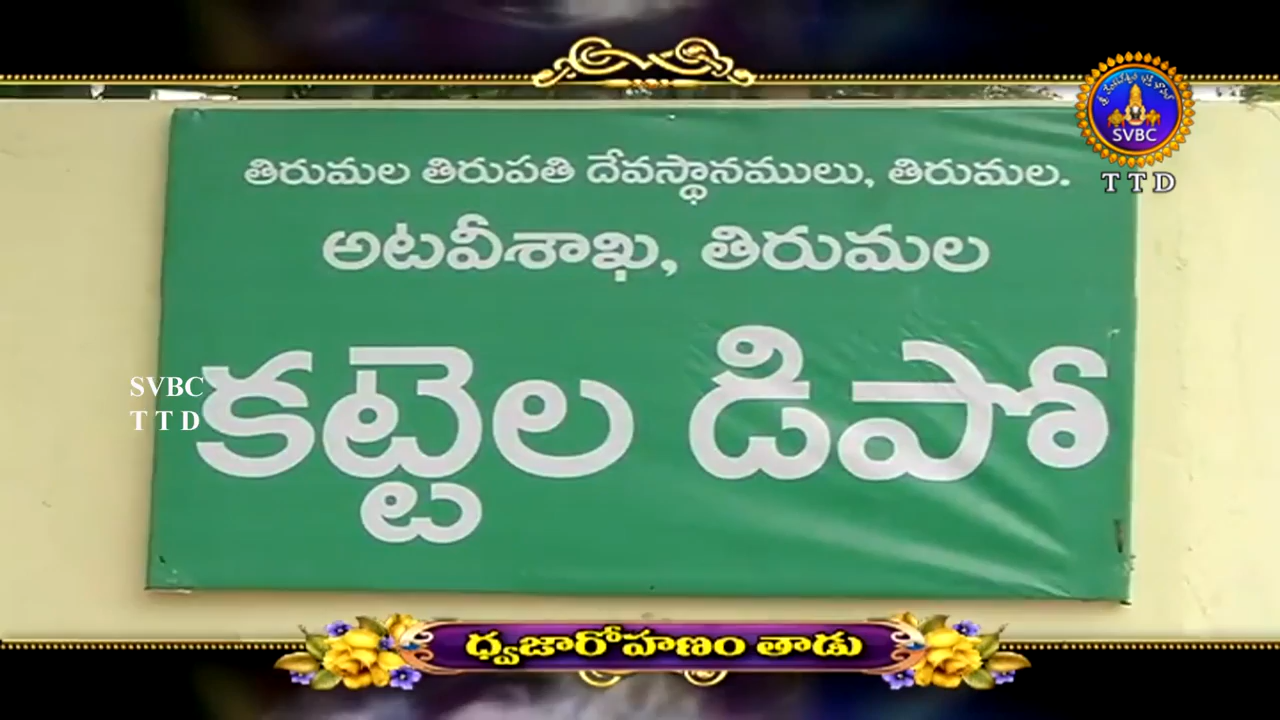 తిరుమల తిరుపతి దేవస్థానములు, తిరుమల.
అటవీశాఖ, తిరుమల
కట్టెల డిపో
SVBC
T T D
SVBC
T T D
ధ్వజారోహణం తాడు